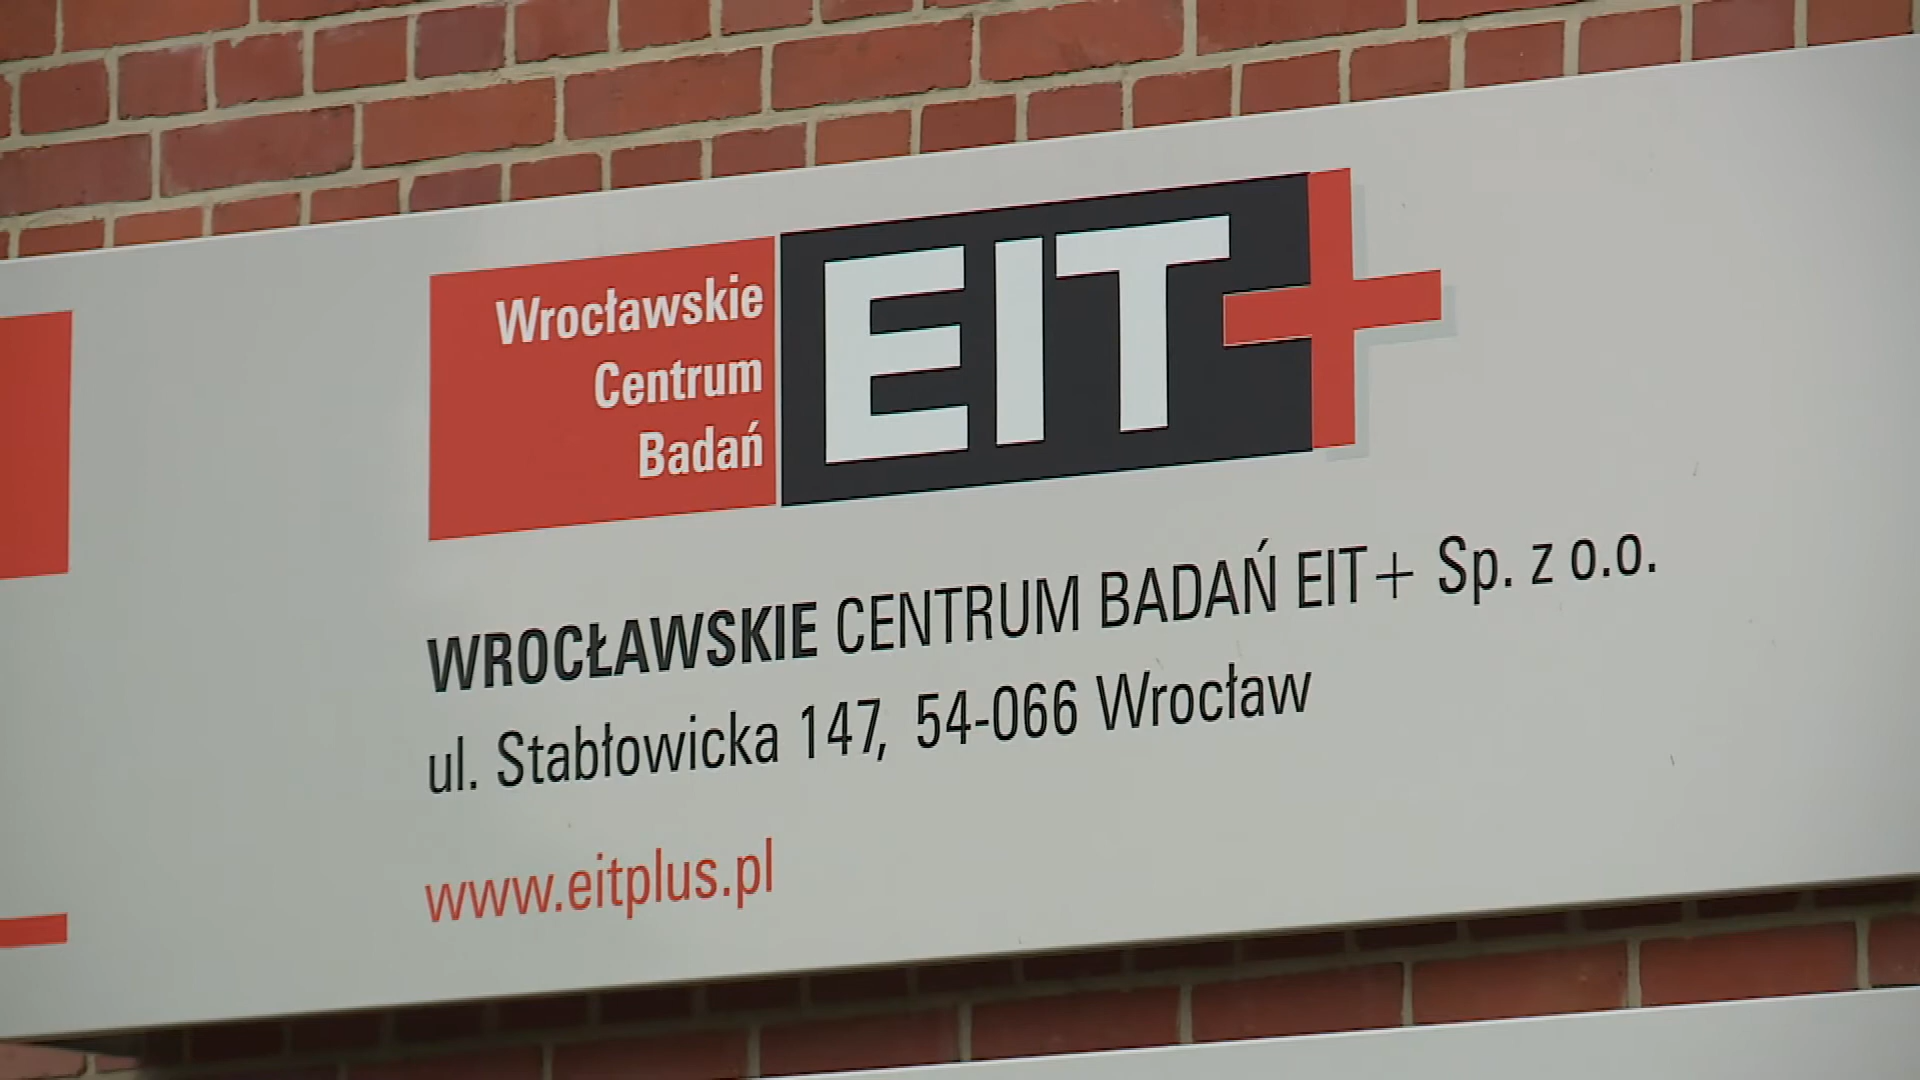 Wrocławskie
Centrum
Badań
EIT+
WROCŁAWSKIE CENTRUM BADAŃ EIT+ Sp. z o.o.
ul. Stabłowicka 147, 54-066 Wrocław
www.eitplus.pl